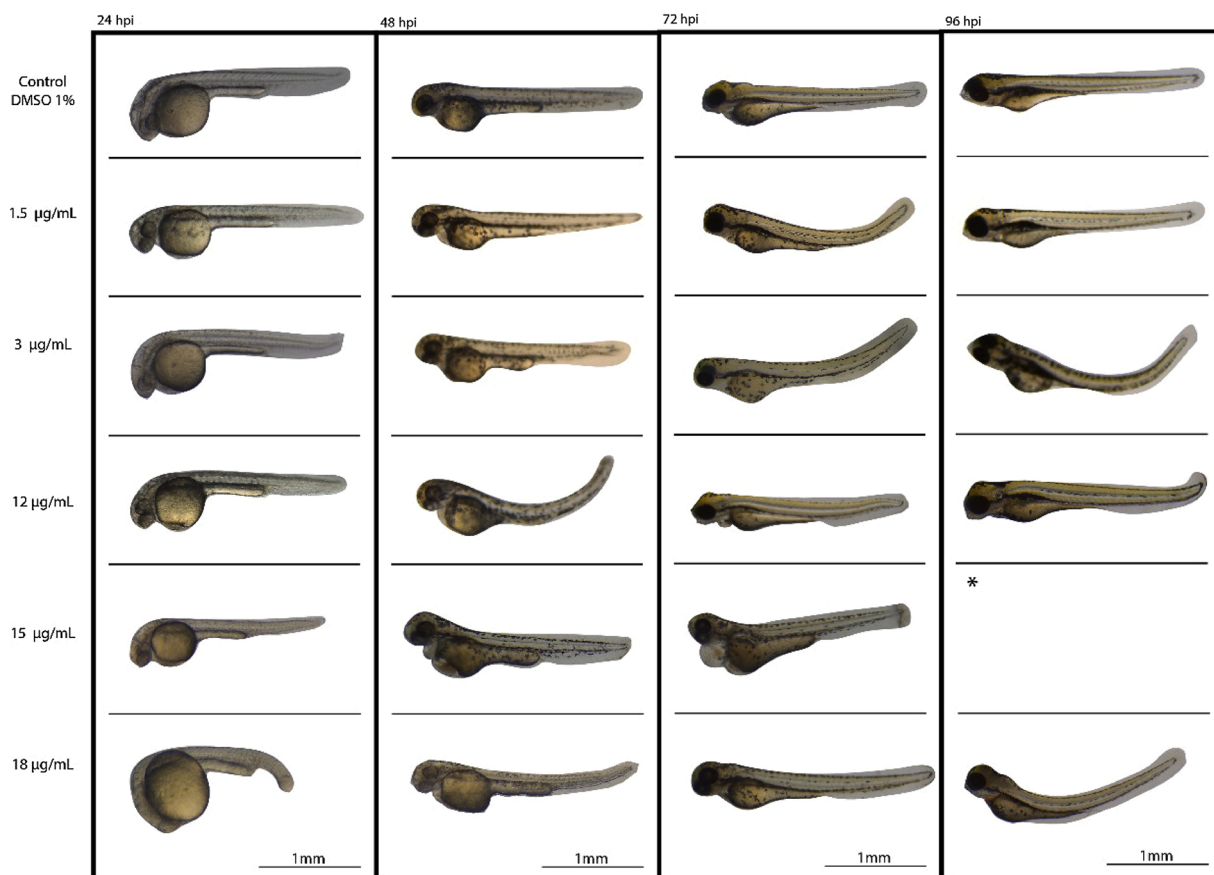 24 hpi
48 hpi
72 hpi
96 hpi
Control
DMSO 1%
1.5 µg/mL
3 µg/mL
12 µg/mL
15 µg/mL
*
18 µg/mL
1mm
1mm
1mm
1mm